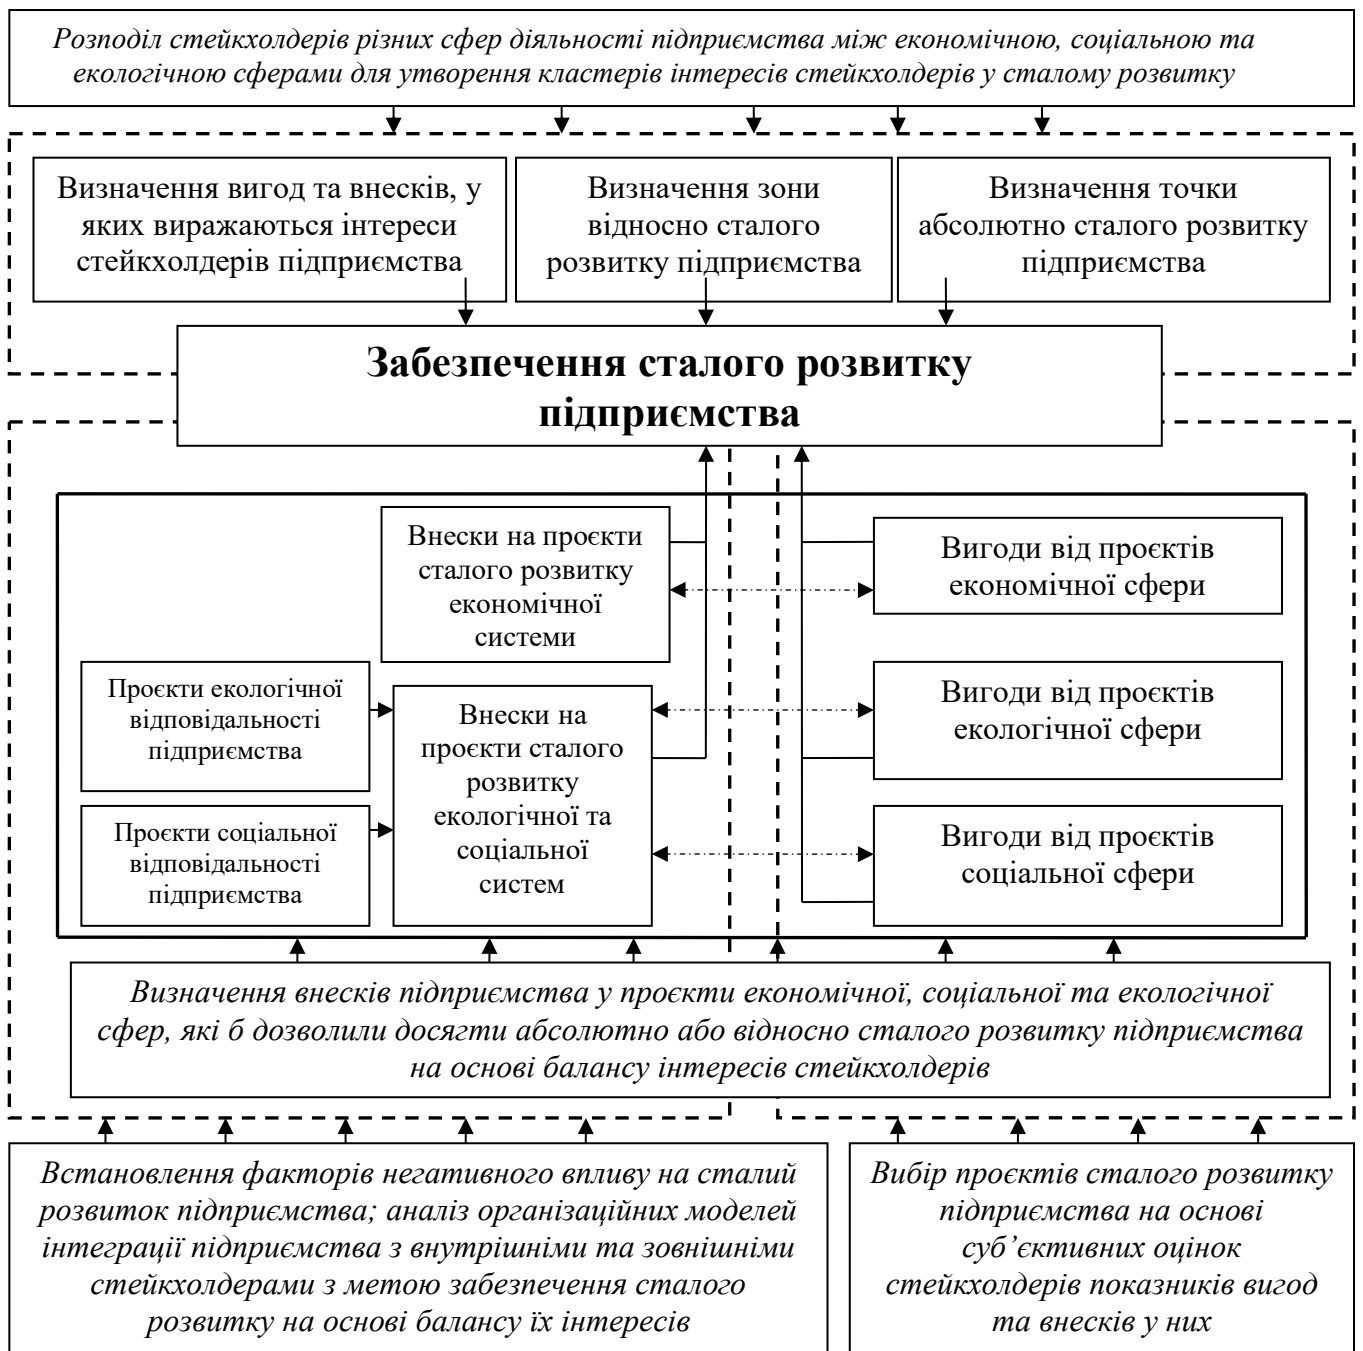 Розподіл стейкхолдерів різних сфер діяльності підприємства між економічною, соціальною та
екологічною сферами для утворення кластерів інтересів стейкхолдерів у сталому розвитку
Визначення вигод та внесків, у
яких виражаються інтереси
стейкхолдерів підприємства
Визначення зони
відносно сталого
розвитку підприємства
Визначення точки
абсолютно сталого розвитку
підприємства
Забезпечення сталого розвитку
підприємства
Внески на проєкти
сталого розвитку
економічної
системи
Вигоди від проєктів
економічної сфери
Проєкти екологічної
відповідальності
підприємства
Внески на
проєкти сталого
розвитку
екологічної та
соціальної
систем
Вигоди від проєктів
екологічної сфери
Проєкти соціальної
відповідальності
підприємства
Вигоди від проєктів
соціальної сфери
Визначення внесків підприємства у проєкти економічної, соціальної та екологічної
сфер, які б дозволили досягти абсолютно або відносно сталого розвитку підприємства
на основі балансу інтересів стейкхолдерів
Встановлення факторів негативного впливу на сталий
розвиток підприємства; аналіз організаційних моделей
інтеграції підприємства з внутрішніми та зовнішніми
стейкхолдерами з метою забезпечення сталого
розвитку на основі балансу їх інтересів
Вибір проєктів сталого розвитку
підприємства на основі
суб’єктивних оцінок
стейкхолдерів показників вигод
та внесків у них